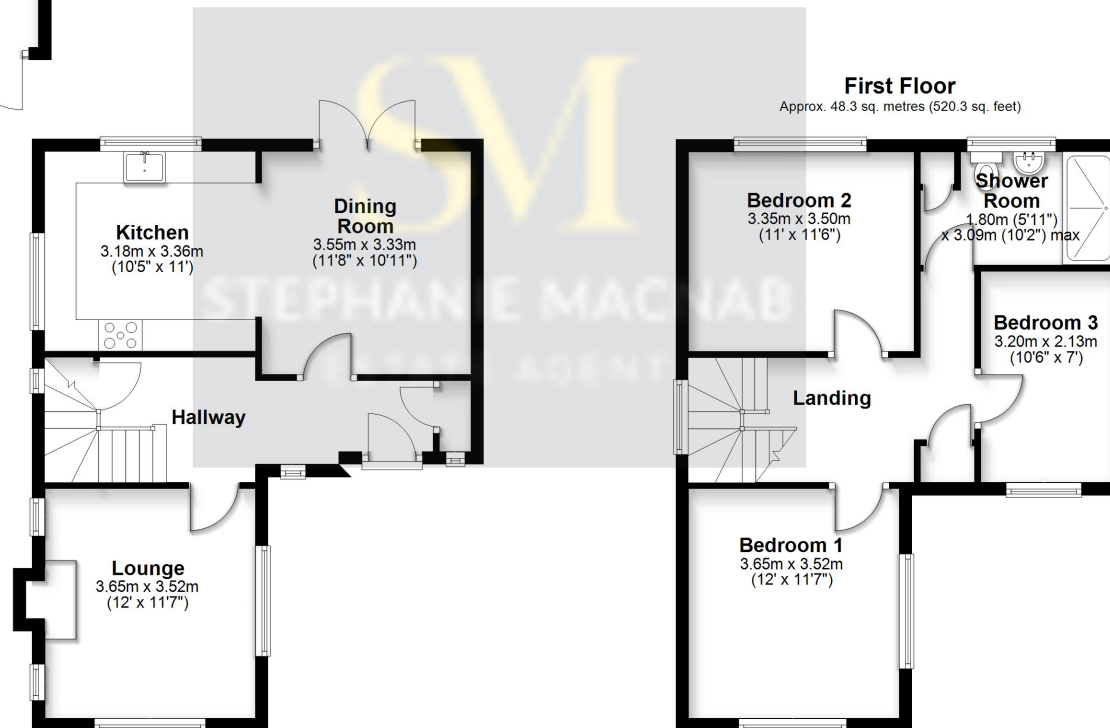 SM
STEPHANIE MACNAB
ESTATE AGENT
First Floor
Approx. 48.3 sq. metres (520.3 sq. feet)
Kitchen
3.18m x 3.36m
(10'5" x 11')
Dining
Room
3.55m x 3.33m
(11'8" x 10'11")
Hallway
Lounge
3.65m x 3.52m
(12' x 11'7")
Bedroom 2
3.35m x 3.50m
(11' x 11'6")
Shower
Room
1.80m (5'11")
x 3.09m (10'2") max
Bedroom 3
3.20m x 2.13m
(10'6" x 7')
Landing
Bedroom 1
3.65m x 3.52m
(12' x 11'7")